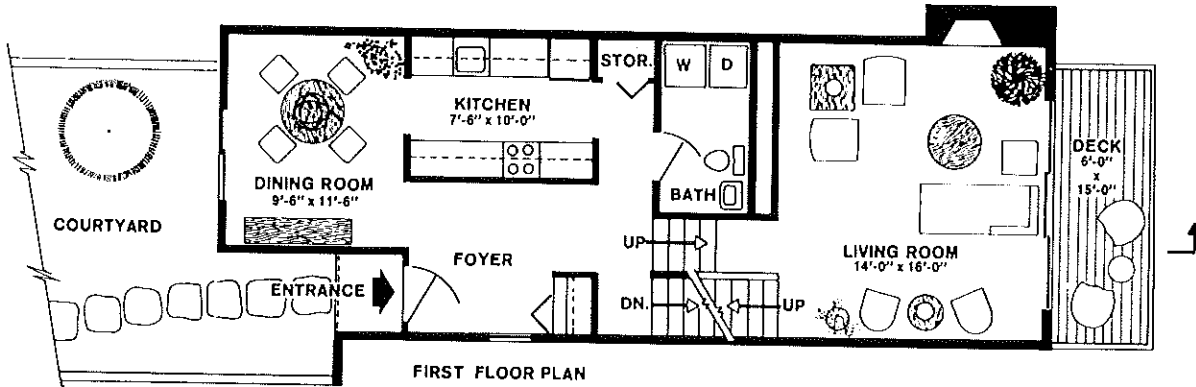 STOR.
W
D
KITCHEN
7'-6" x 10'-0"
DINING ROOM
9'-6" x 11'-6"
BATH
DECK
6'-0"
x
15'-0"
COURTYARD
FOYER
UP
LIVING ROOM
14'-0" x 16'-0"
ENTRANCE
DN.
UP
FIRST FLOOR PLAN